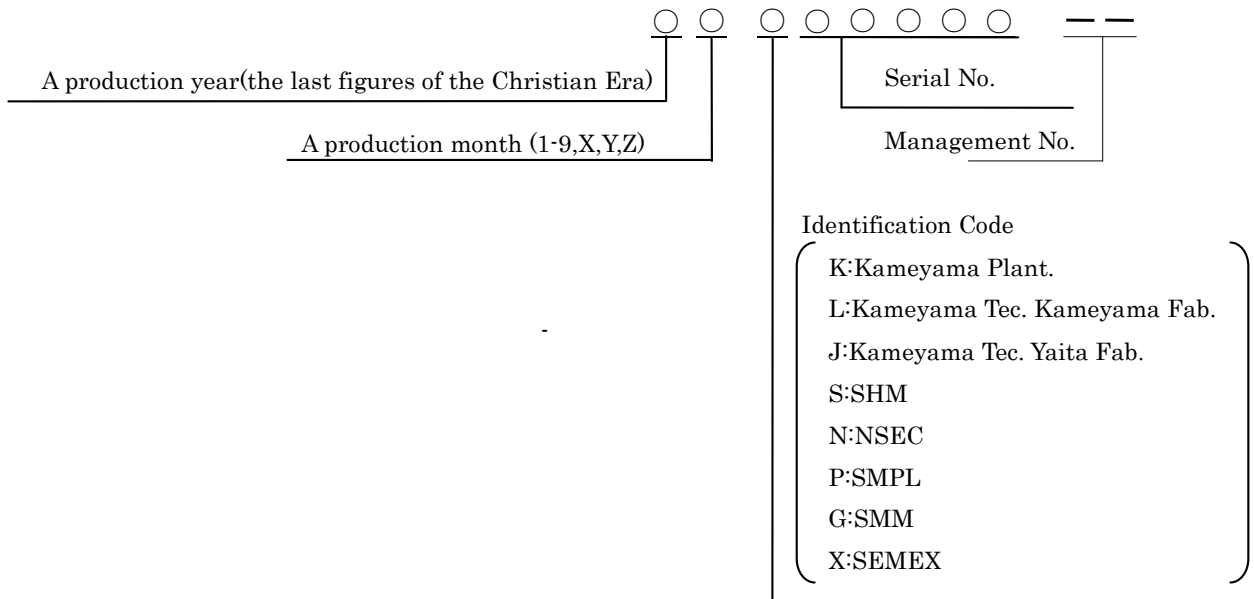 ○ ○ ○ ○ ○ ○ ○ ○ – –
A production year(the last figures of the Christian Era)
Serial No.
A production month (1-9,X,Y,Z)
Management No.
Identification Code
K:Kameyama Plant.
L:Kameyama Tec. Kameyama Fab.
J:Kameyama Tec. Yaita Fab.
-
S:SHM
N:NSEC
P:SMPL
G:SMM
X:SEMEX